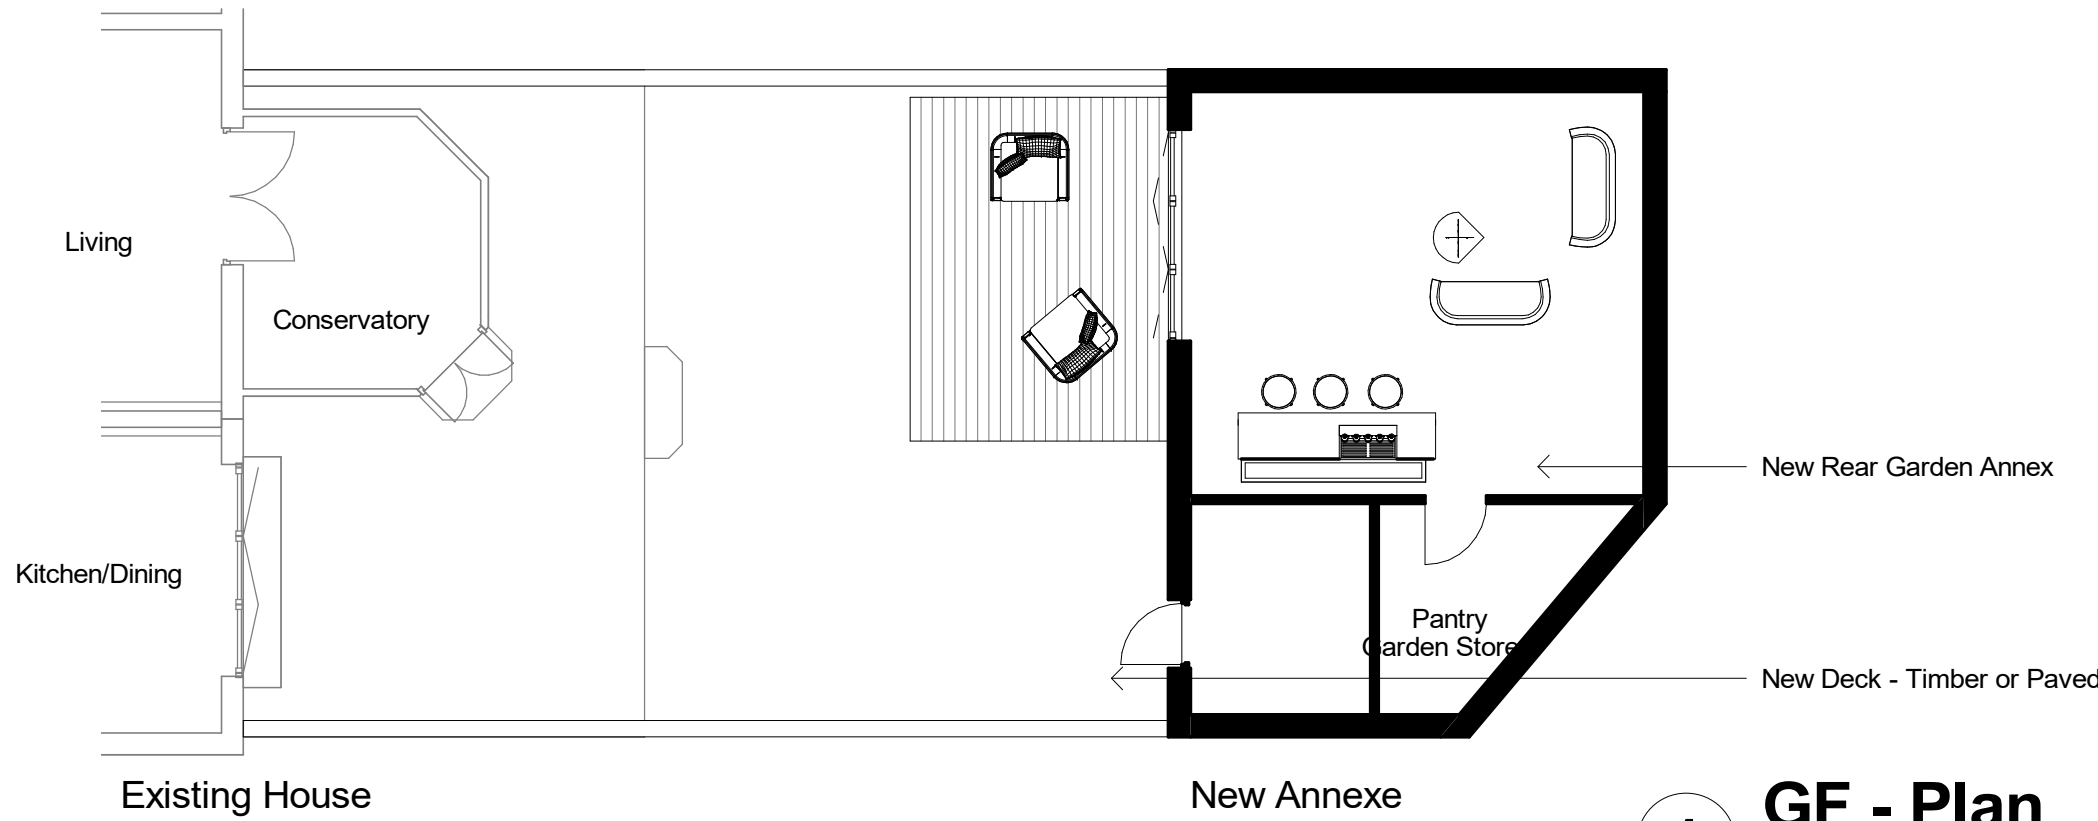 Living
Conservatory
Kitchen/Dining
New Rear Garden Annex
Pantry
Garden Store
New Deck - Timber or Paved
Existing House
New Annexe
GF - Plan